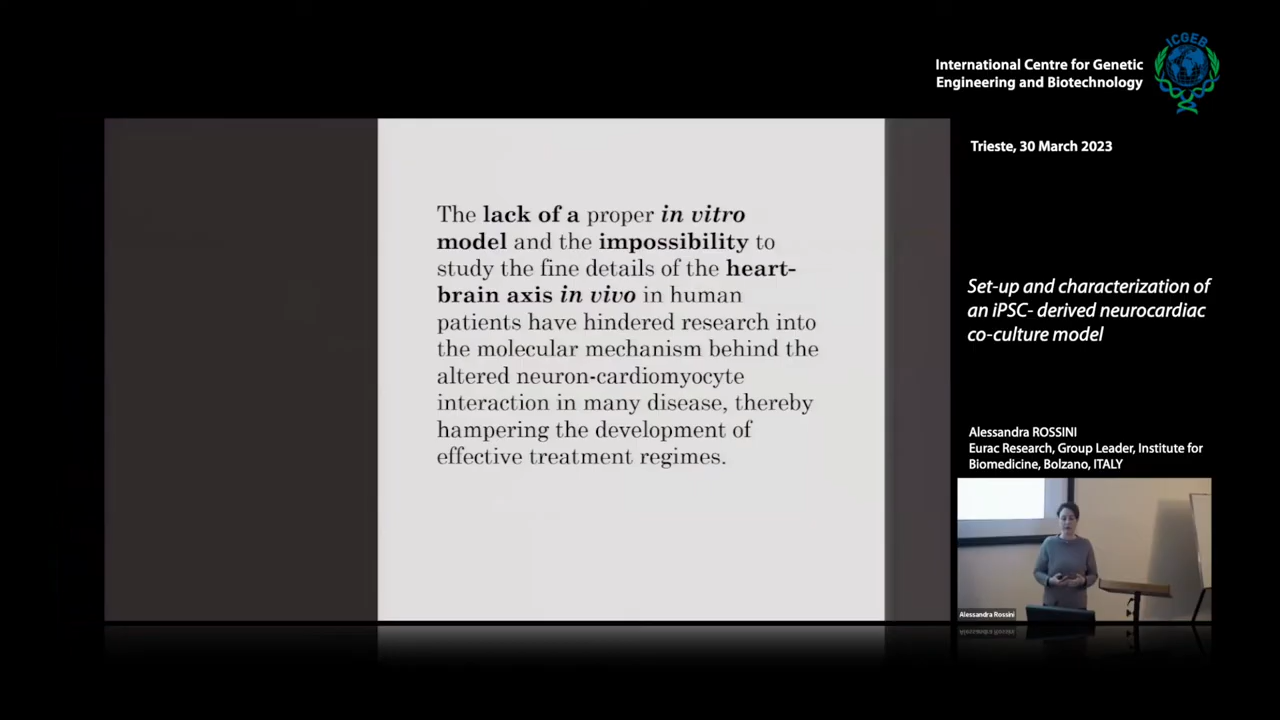 ICGEB
International Centre for Genetic
Engineering and Biotechnology
Trieste, 30 March 2023
The lack of a proper in vitro
model and the impossibility to
study the fine details of the heart-
brain axis in vivo in human
patients have hindered research into
the molecular mechanism behind the
altered neuron-cardiomyocyte
interaction in many disease, thereby
hampering the development of
effective treatment regimes.
Set-up and characterization of
an iPSC- derived neurocardiac
co-culture model
Alessandra ROSSINI
Eurac Research, Group Leader, Institute for
Biomedicine, Bolzano, ITALY
Alessandra Rossini